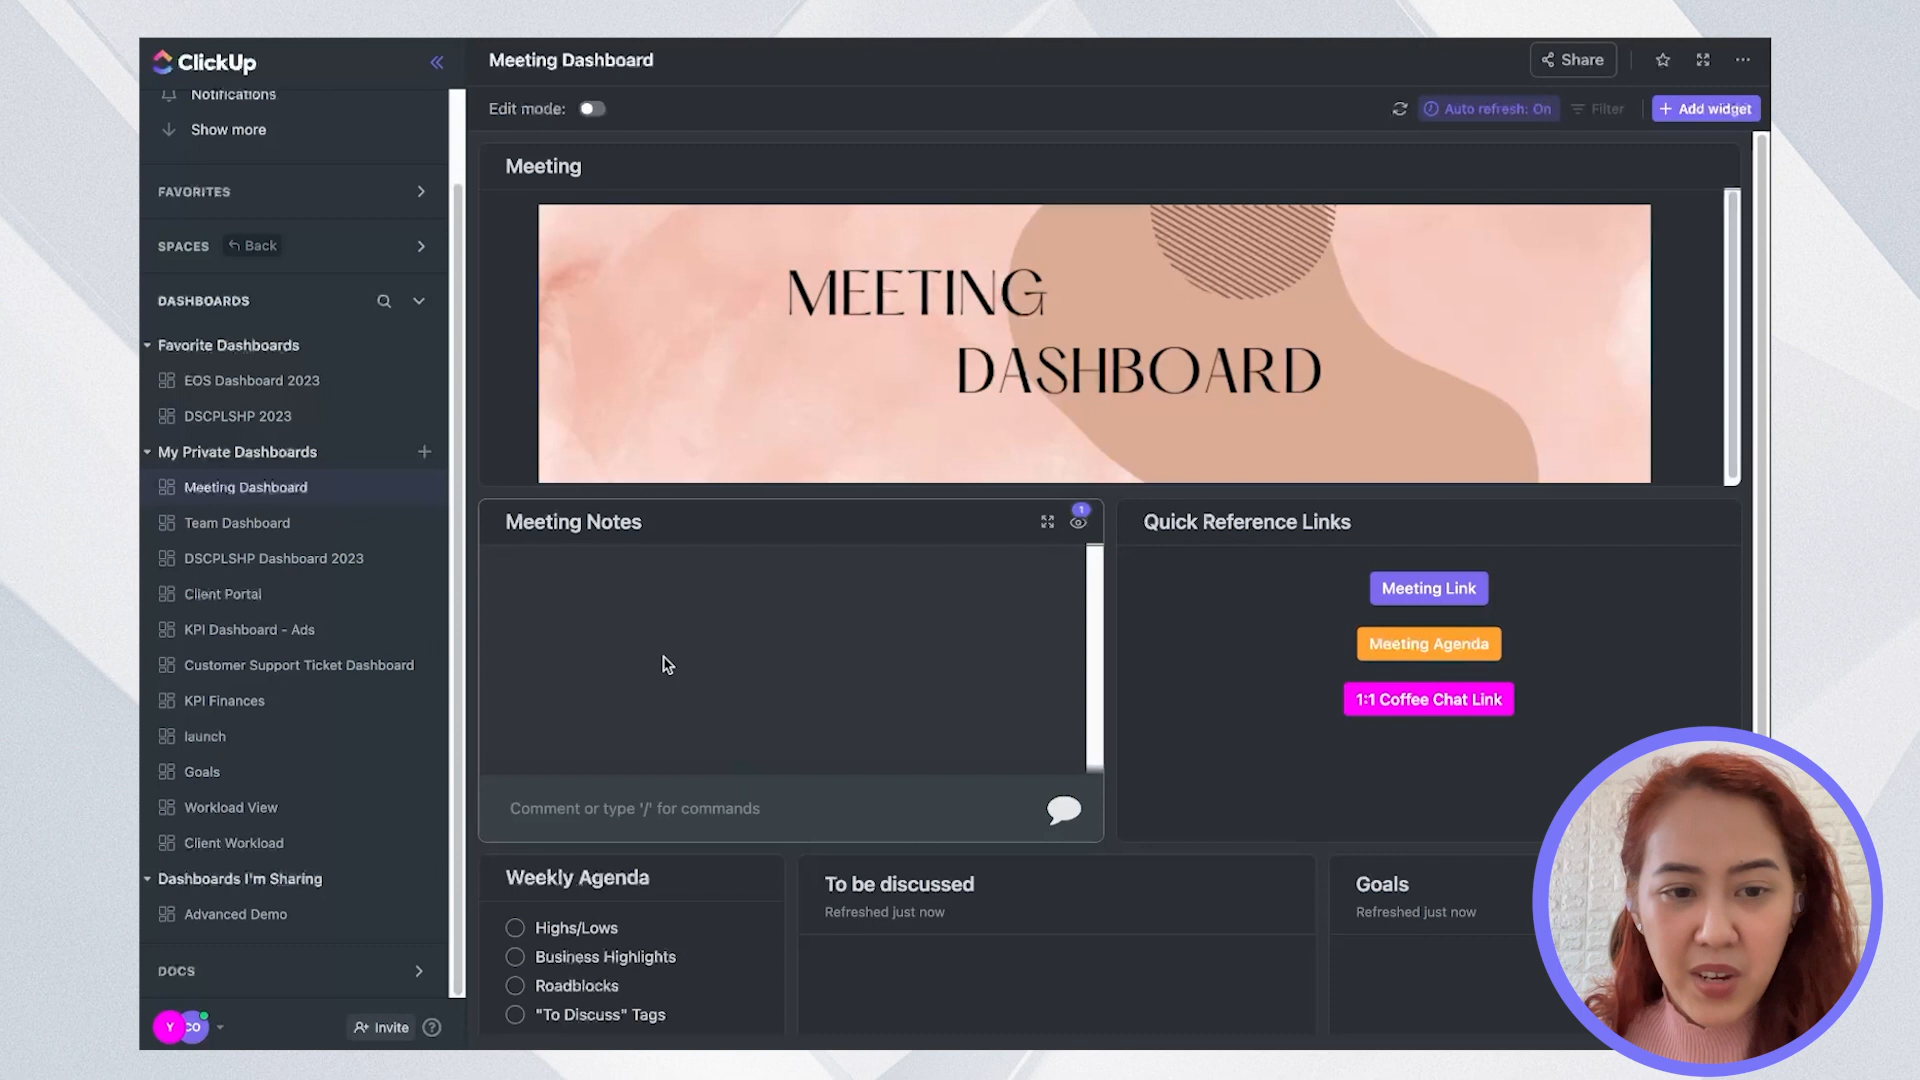 ClickUp
Notifications
Show more
FAVORITES
SPACES Back
DASHBOARDS
Favorite Dashboards
EOS Dashboard 2023
DSCPLSHP 2023
My Private Dashboards
Meeting Dashboard
Team Dashboard
DSCPLSHP Dashboard 2023
Client Portal
KPI Dashboard - Ads
Customer Support Ticket Dashboard
KPI Finances
launch
Goals
Workload View
Client Workload
Dashboards I'm Sharing
Advanced Demo
DOCS
Y CO Invite ?
Meeting Dashboard
Share
Edit mode:
Auto refresh: On
Filter
+ Add widget
Meeting
MEETING
DASHBOARD
Meeting Notes
1
Comment or type '/' for commands
Quick Reference Links
Meeting Link
Meeting Agenda
1:1 Coffee Chat Link
Weekly Agenda
Highs/Lows
Business Highlights
Roadblocks
"To Discuss" Tags
To be discussed
Refreshed just now
Goals
Refreshed just now